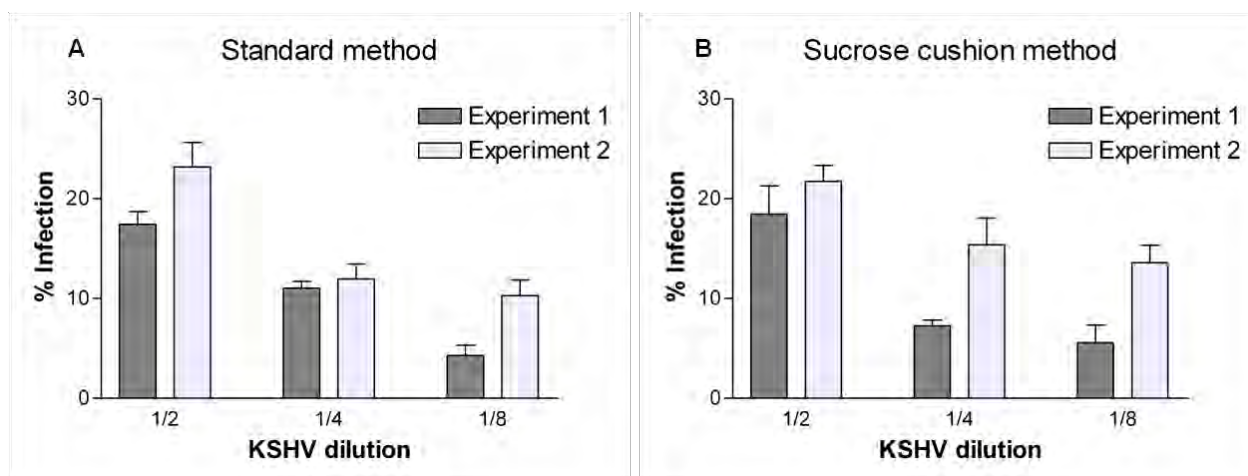 A
Standard method
30
20
10
0
% Infection
Experiment 1
Experiment 2
1/2
1/4
1/8
KSHV dilution
B
Sucrose cushion method
30
20
10
0
% Infection
Experiment 1
Experiment 2
1/2
1/4
1/8
KSHV dilution